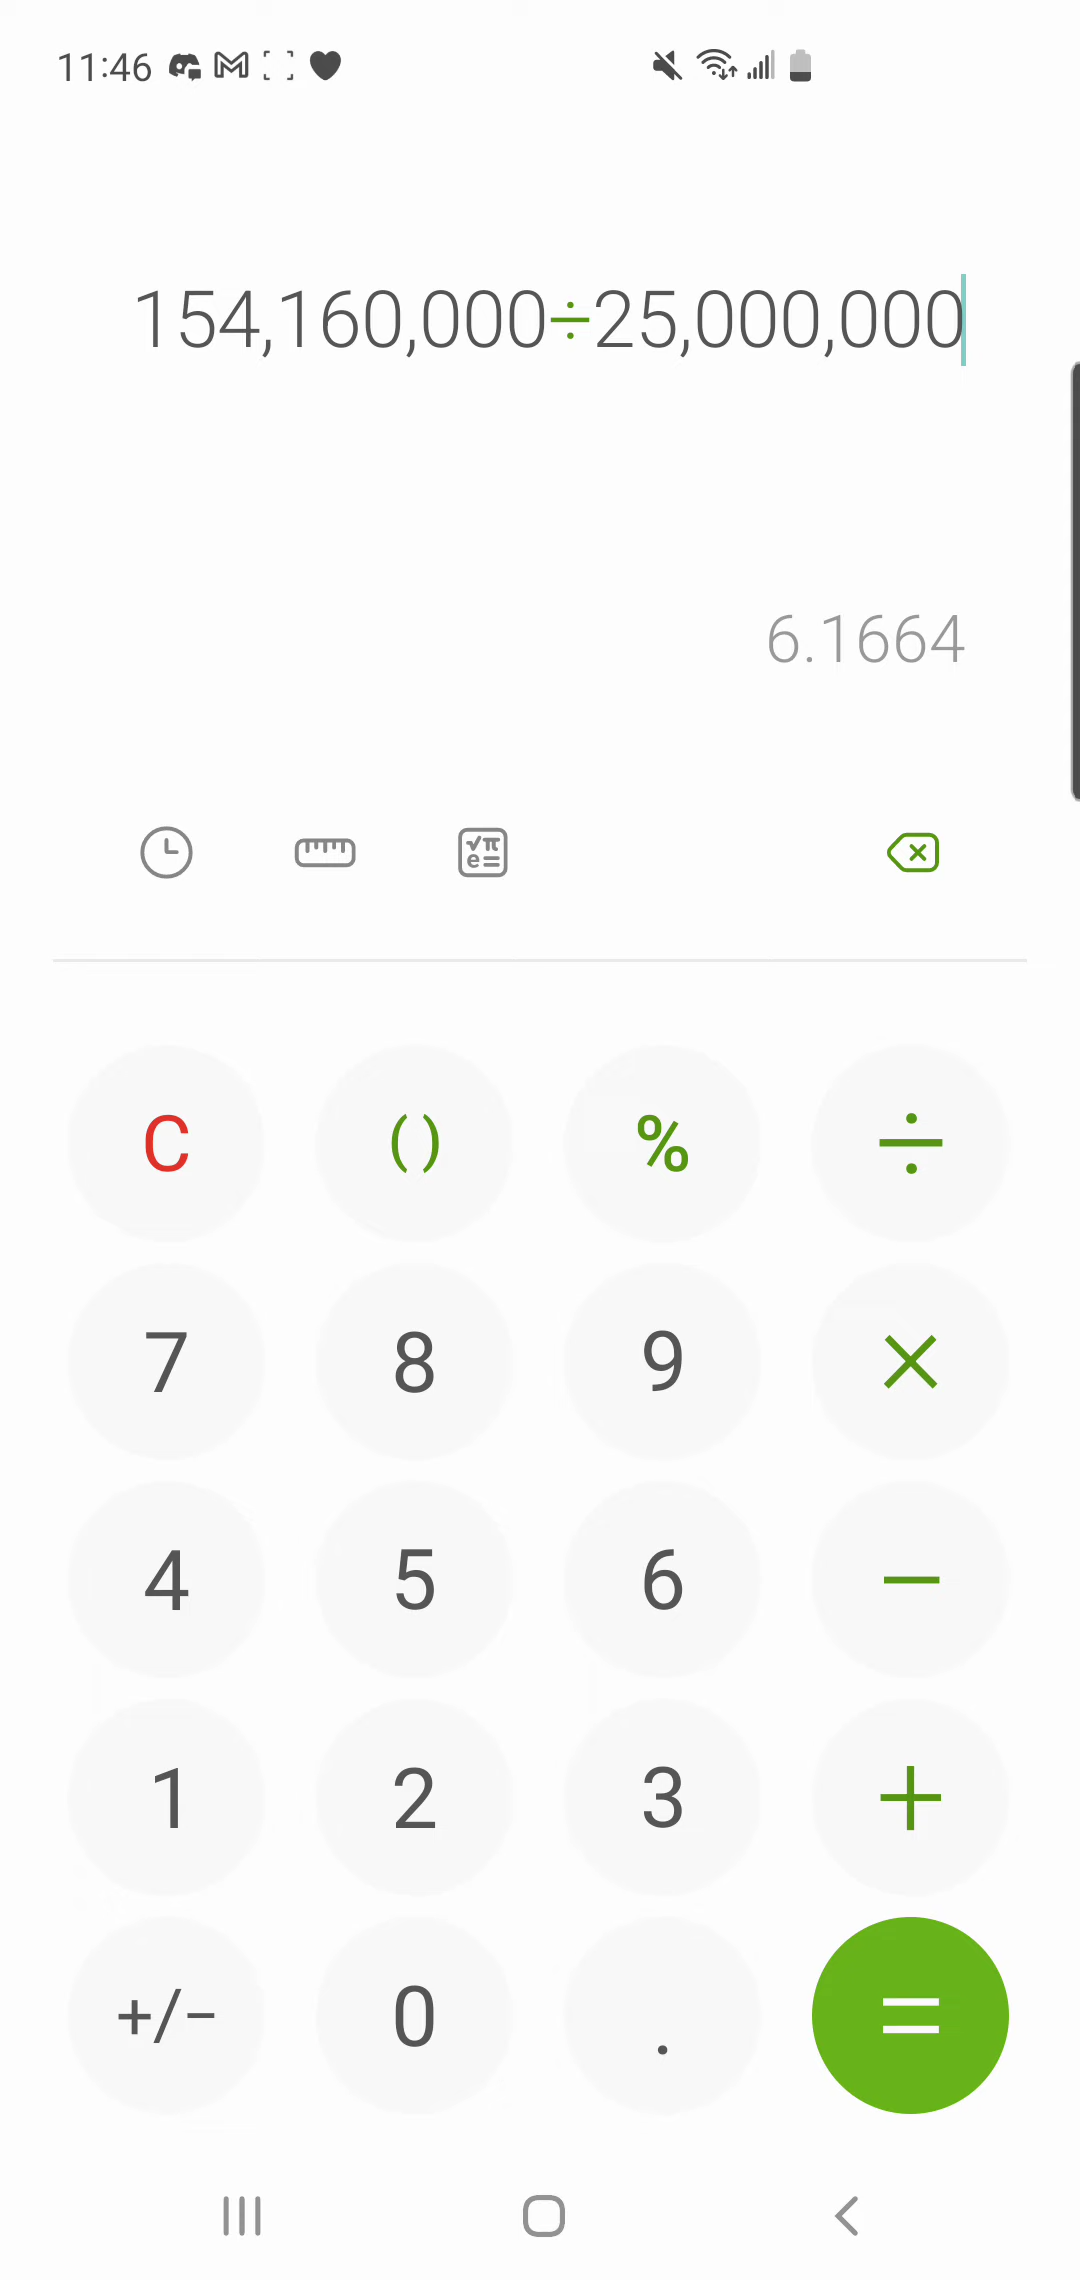 11:46
154,160,000÷25,000,000
6.1664
C () % ÷
7 8 9 ×
4 5 6 −
1 2 3 +
+/− 0 . =